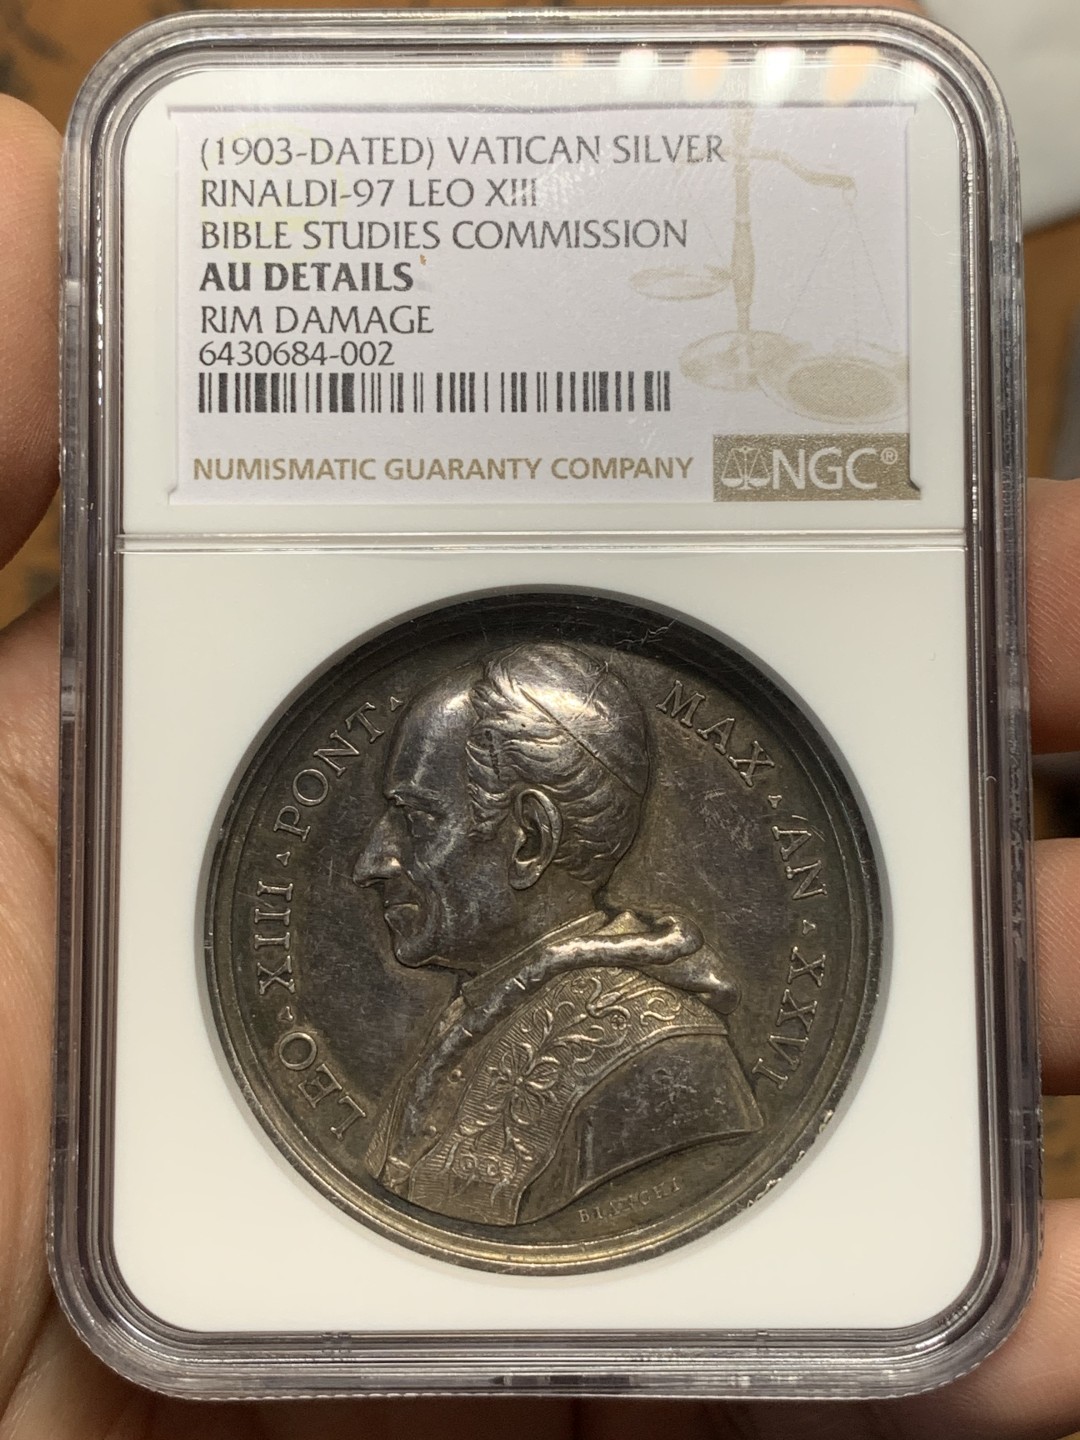 (1903-DATED) VATICAN SILVER
RINALDI-97 LEO XIII
BIBLE STUDIES COMMISSION
AU DETAILS
RIM DAMAGE
6430684-002
NUMISMATIC GUARANTY COMPANY
NGC®
LEO ▵ XIII ▵ PONT ▵ MAX ▵ AN ▵ XXVI
BIANCHI